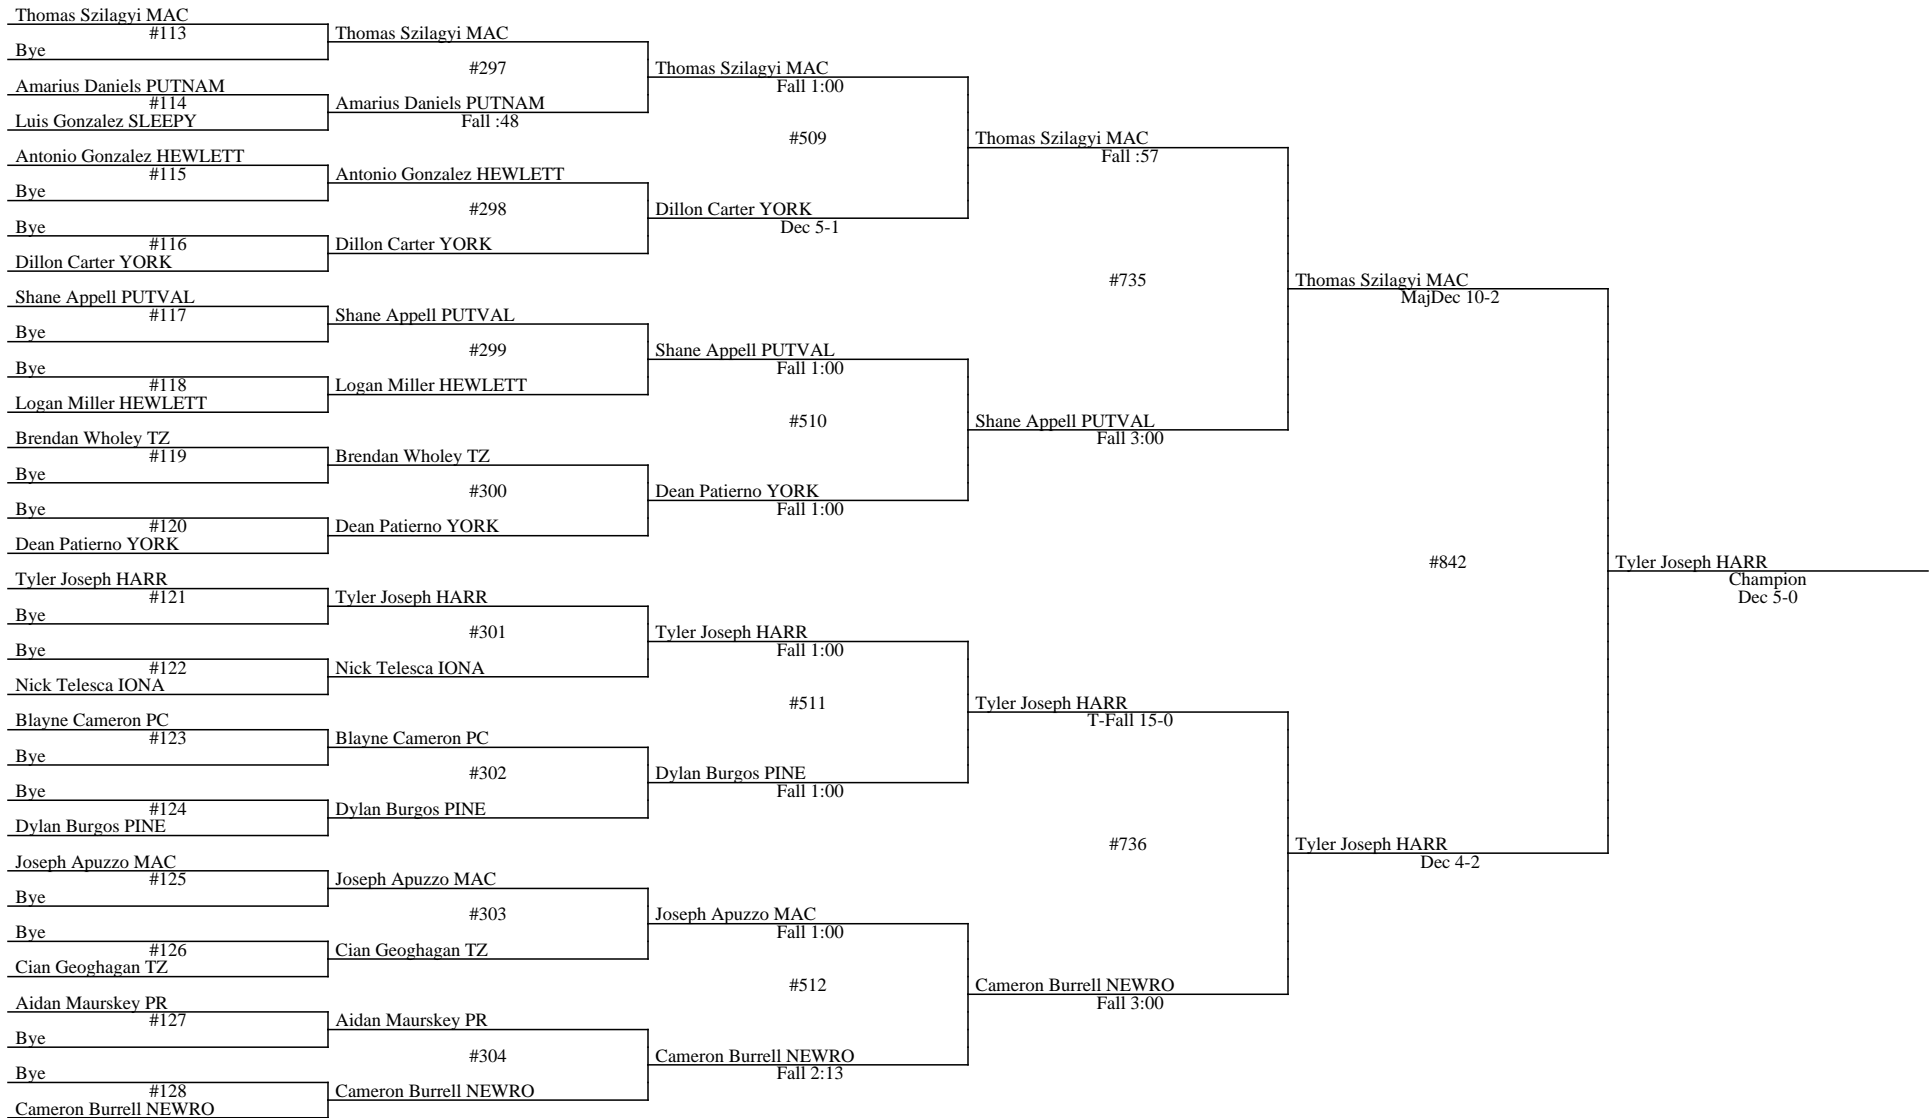 Thomas Szilagyi MAC
#113
Bye
Amarius Daniels PUTNAM
#114
Luis Gonzalez SLEEPY
Antonio Gonzalez HEWLETT
#115
Bye
Bye
#116
Dillon Carter YORK
Shane Appell PUTVAL
#117
Bye
Bye
#118
Logan Miller HEWLETT
Brendan Wholey TZ
#119
Bye
Bye
#120
Dean Patierno YORK
Tyler Joseph HARR
#121
Bye
Bye
#122
Nick Telesca IONA
Blayne Cameron PC
#123
Bye
Bye
#124
Dylan Burgos PINE
Joseph Apuzzo MAC
#125
Bye
Bye
#126
Cian Geoghagan TZ
Aidan Maurskey PR
#127
Bye
Bye
#128
Cameron Burrell NEWRO
Thomas Szilagyi MAC
#297
Amarius Daniels PUTNAM
Fall :48
Antonio Gonzalez HEWLETT
#298
Dillon Carter YORK
Shane Appell PUTVAL
#299
Logan Miller HEWLETT
Brendan Wholey TZ
#300
Dean Patierno YORK
Tyler Joseph HARR
#301
Nick Telesca IONA
Blayne Cameron PC
#302
Dylan Burgos PINE
Joseph Apuzzo MAC
#303
Cian Geoghagan TZ
Aidan Maurskey PR
#304
Cameron Burrell NEWRO
Thomas Szilagyi MAC
Fall 1:00
#509
Dillon Carter YORK
Dec 5-1
Shane Appell PUTVAL
Fall 1:00
#510
Dean Patierno YORK
Fall 1:00
Tyler Joseph HARR
Fall 1:00
#511
Dylan Burgos PINE
Fall 1:00
Joseph Apuzzo MAC
Fall 1:00
#512
Cameron Burrell NEWRO
Fall 2:13
Thomas Szilagyi MAC
Fall :57
#735
Shane Appell PUTVAL
Fall 3:00
Tyler Joseph HARR
T-Fall 15-0
#736
Cameron Burrell NEWRO
Fall 3:00
Thomas Szilagyi MAC
MajDec 10-2
#842
Tyler Joseph HARR
Dec 4-2
Tyler Joseph HARR
Champion
Dec 5-0